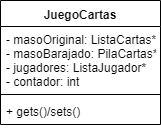 JuegoCartas
- masoOriginal: ListaCartas*
- masoBarajado: PilaCartas*
- jugadores: ListaJugador*
- contador: int
+ gets()/sets()